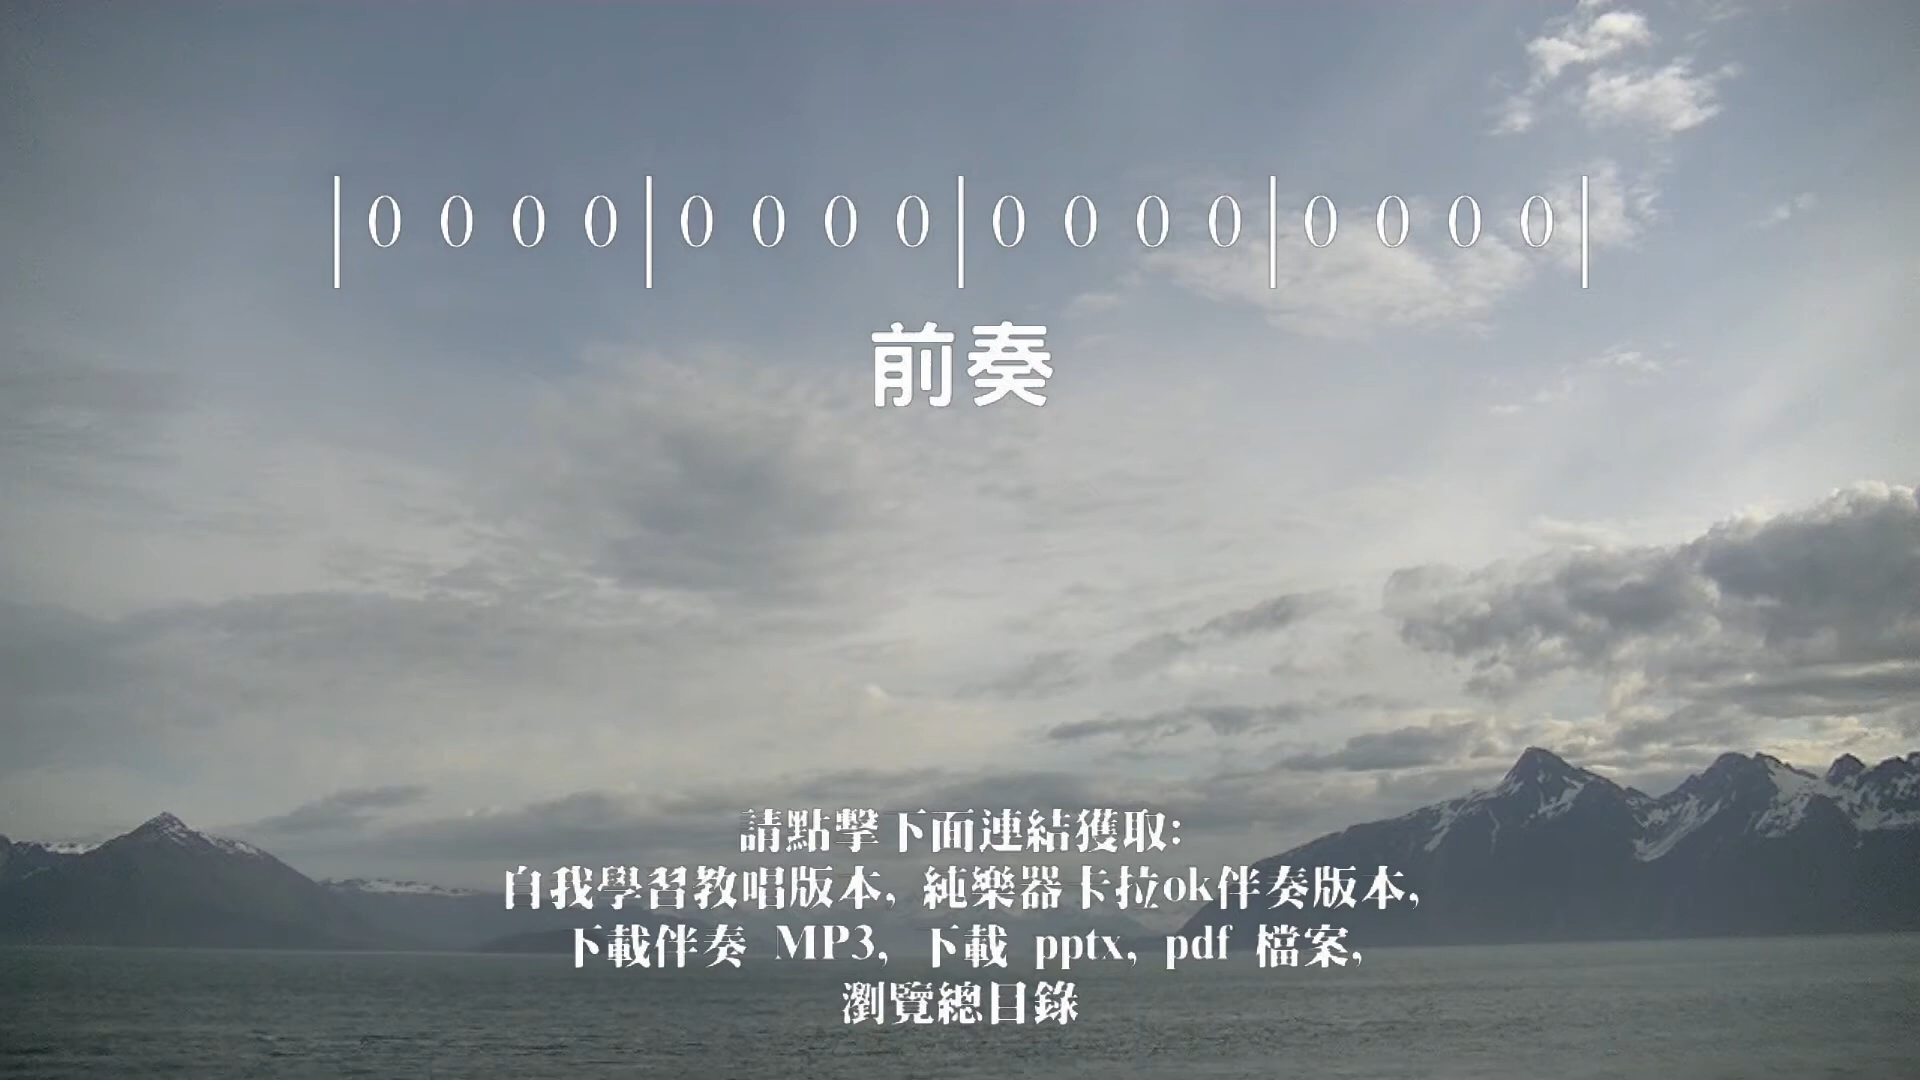 |0 0 0 0|0 0 0 0|0 0 0 0|0 0 0 0|
前奏
請點擊下面連結獲取:
自我學習教唱版本, 純樂器卡拉ok伴奏版本,
下載伴奏 MP3, 下載 pptx, pdf 檔案,
瀏覽總目錄